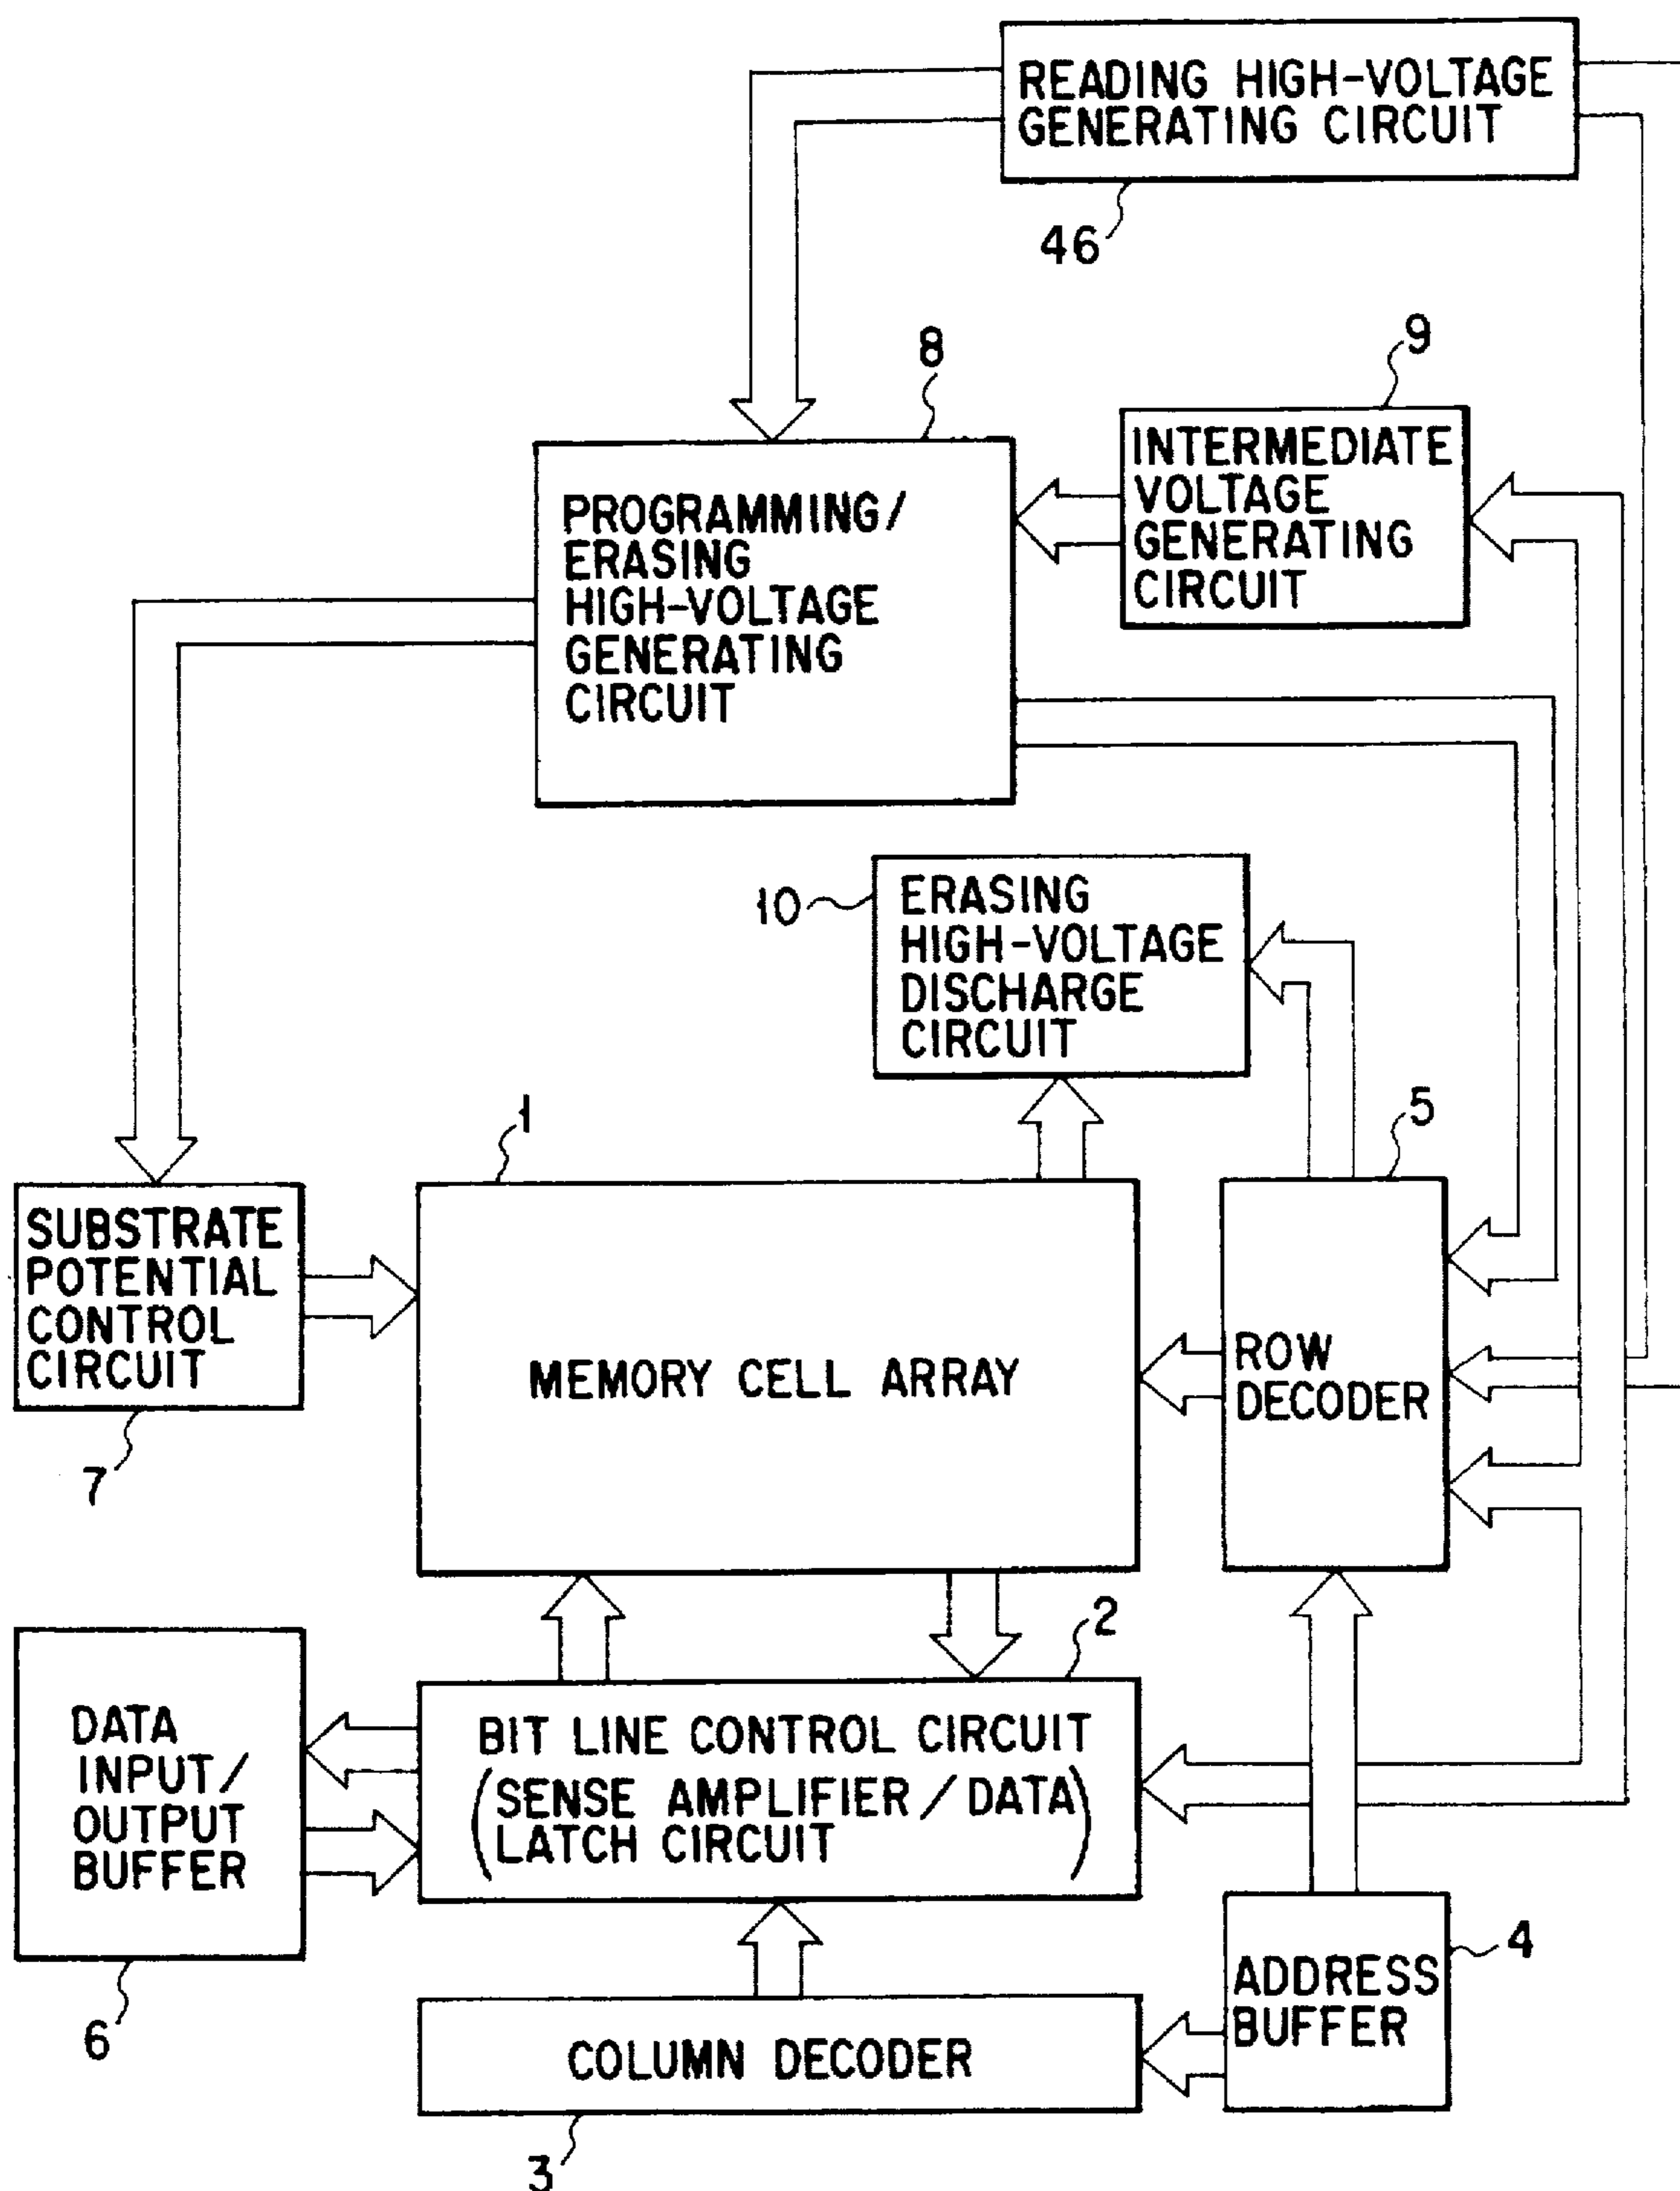 READING HIGH-VOLTAGE
GENERATING CIRCUIT
46
8
9
PROGRAMMING/
ERASING
HIGH-VOLTAGE
GENERATING
CIRCUIT
INTERMEDIATE
VOLTAGE
GENERATING
CIRCUIT
10
ERASING
HIGH-VOLTAGE
DISCHARGE
CIRCUIT
1
5
SUBSTRATE
POTENTIAL
CONTROL
CIRCUIT
7
MEMORY CELL ARRAY
ROW
DECODER
2
DATA
INPUT/
OUTPUT
BUFFER
6
BIT LINE CONTROL CIRCUIT
(SENSE AMPLIFIER/DATA
LATCH CIRCUIT)
4
ADDRESS
BUFFER
COLUMN DECODER
3